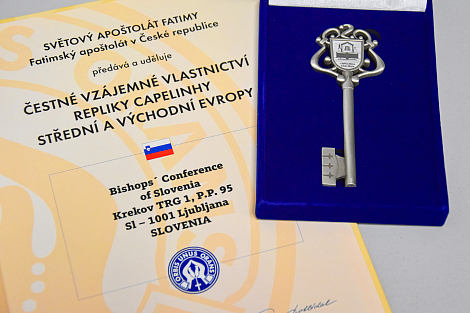 SVĚTOVÝ APOŠTOLÁT FATIMY
Fatimský apoštolát v České republice
předává a uděluje
ČESTNÉ VZÁJEMNÉ VLASTNICTVÍ
REPLIKY CAPELINHY
STŘEDNÍ A VÝCHODNÍ EVROPY
Bishops´ Conference
of Slovenia
Krekov TRG 1, P.P. 95
Sl – 1001 Ljubljana
SLOVENIA
ORBIS UNUS ORANS